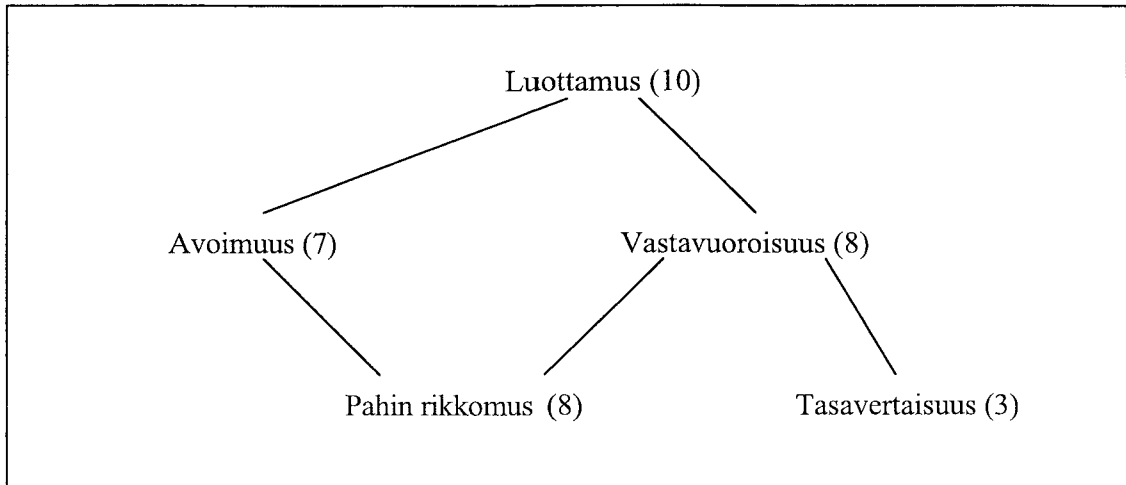 Luottamus (10)
Avoimuus (7) Vastavuoroisuus (8)
Pahin rikkomus (8) Tasavertaisuus (3)